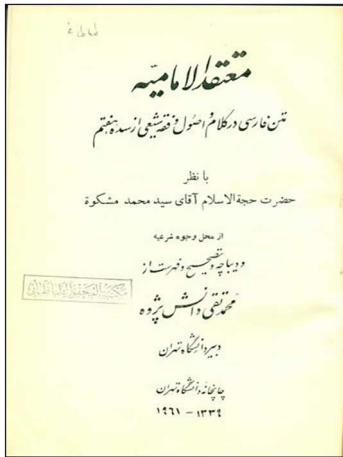 معتقد الامامیّه
متن فارسی در کلام و اصول و فقه شیعی از سده هفتم
با نظر
حضرت حجة الاسلام آقای سید محمد مشکوة
از محل وجوه شرعیه
و دیباچه و تصحیح و فهرست از
محمد تقی دانش پژوه
دبیر دانشگاه تهران
چاپخانه دانشگاه تهران
۱۳۳۹ – ۱۹۶۱